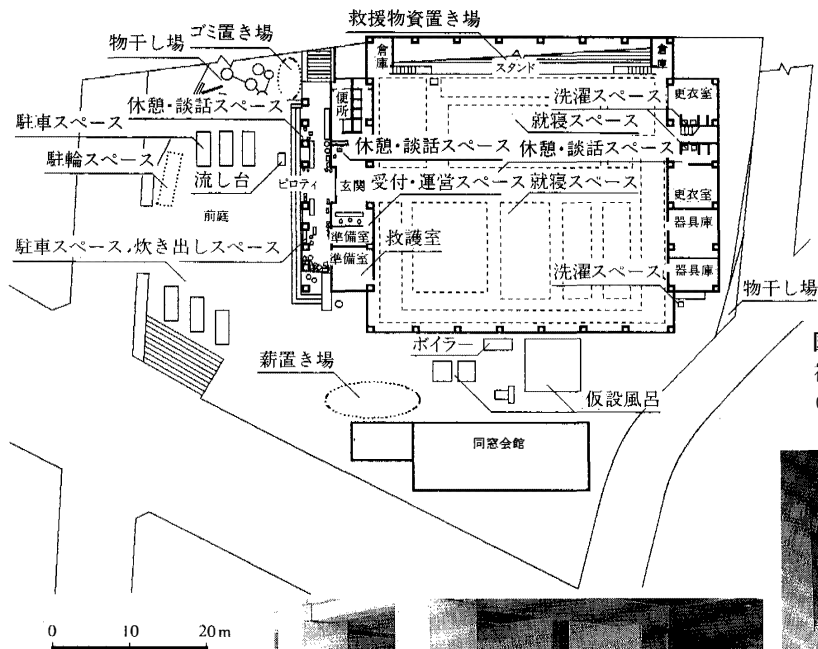 救援物資置き場
ゴミ置き場
物干し場
倉庫
スタンド
倉庫
洗濯スペース
更衣室
便所
休憩・談話スペース
就寝スペース
駐車スペース
休憩・談話スペース
休憩・談話スペース
駐輪スペース
流し台
ピロティ
玄関
受付・運営スペース
就寝スペース
更衣室
前庭
準備室
器具庫
駐車スペース・炊き出しスペース
救護室
準備室
洗濯スペース
器具庫
物干し場
ボイラー
薪置き場
仮設風呂
同窓会館
0 10 20m